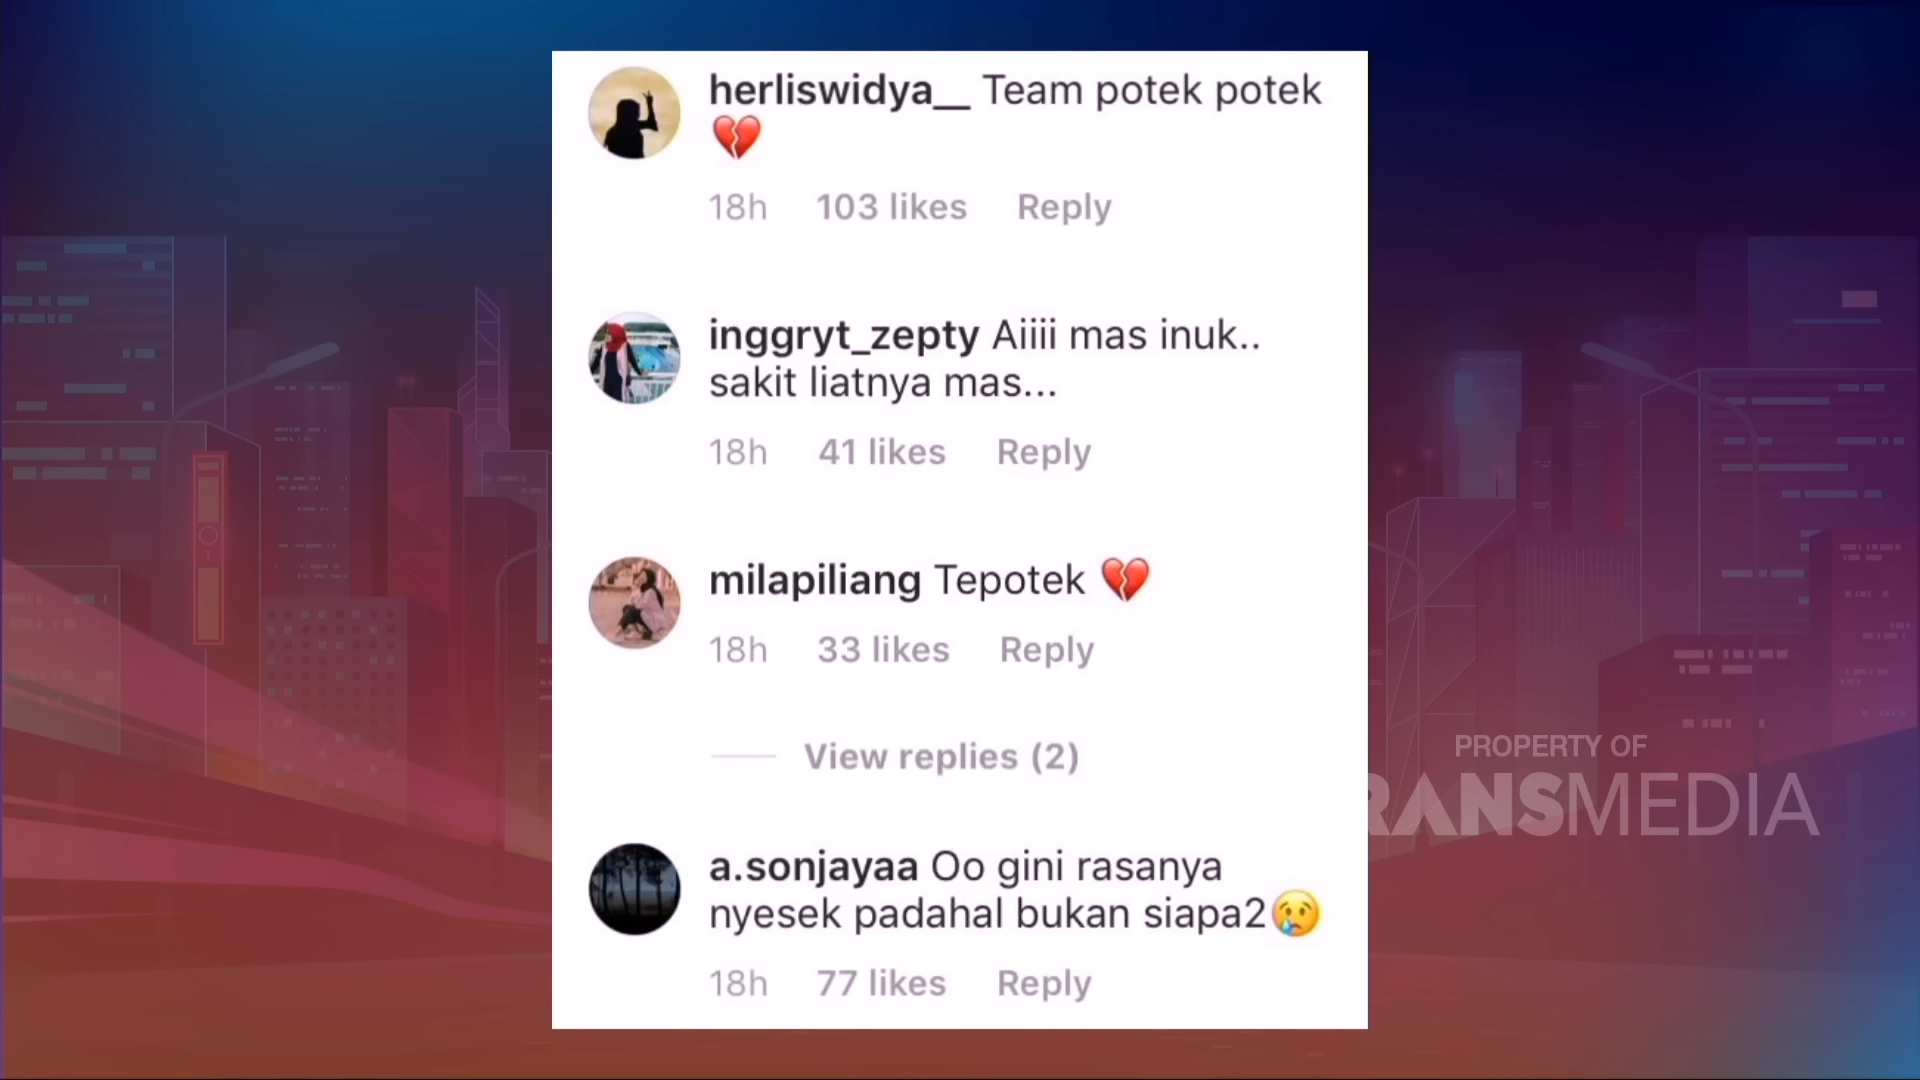 herliswidya__ Team potek potek
💔
18h 103 likes Reply
inggryt_zepty Aiiii mas inuk..
sakit liatnya mas...
18h 41 likes Reply
milapiliang Tepotek 💔
18h 33 likes Reply
View replies (2)
a.sonjayaa Oo gini rasanya
nyesek padahal bukan siapa2😢
18h 77 likes Reply
PROPERTY OF
RANSMEDIA